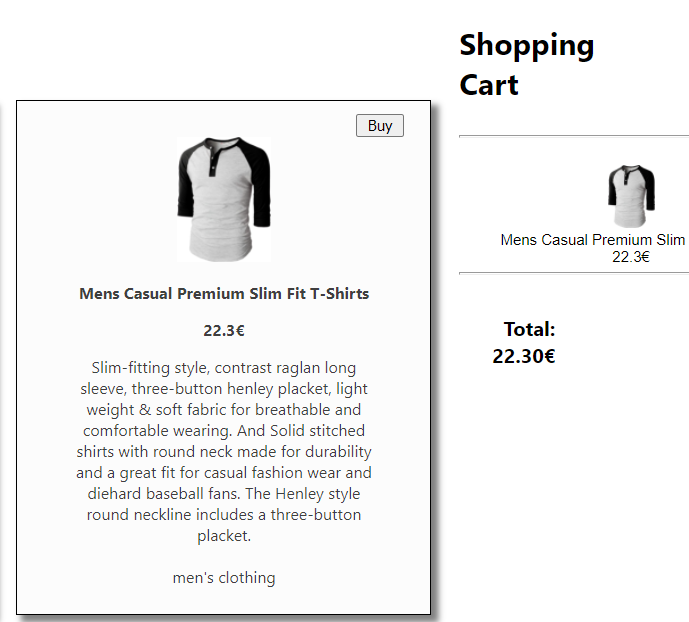 Buy
Mens Casual Premium Slim Fit T-Shirts
22.3€
Slim-fitting style, contrast raglan long
sleeve, three-button henley placket, light
weight & soft fabric for breathable and
comfortable wearing. And Solid stitched
shirts with round neck made for durability
and a great fit for casual fashion wear and
diehard baseball fans. The Henley style
round neckline includes a three-button
placket.
men's clothing
Shopping
Cart
Mens Casual Premium Slim
22.3€
Total:
22.30€